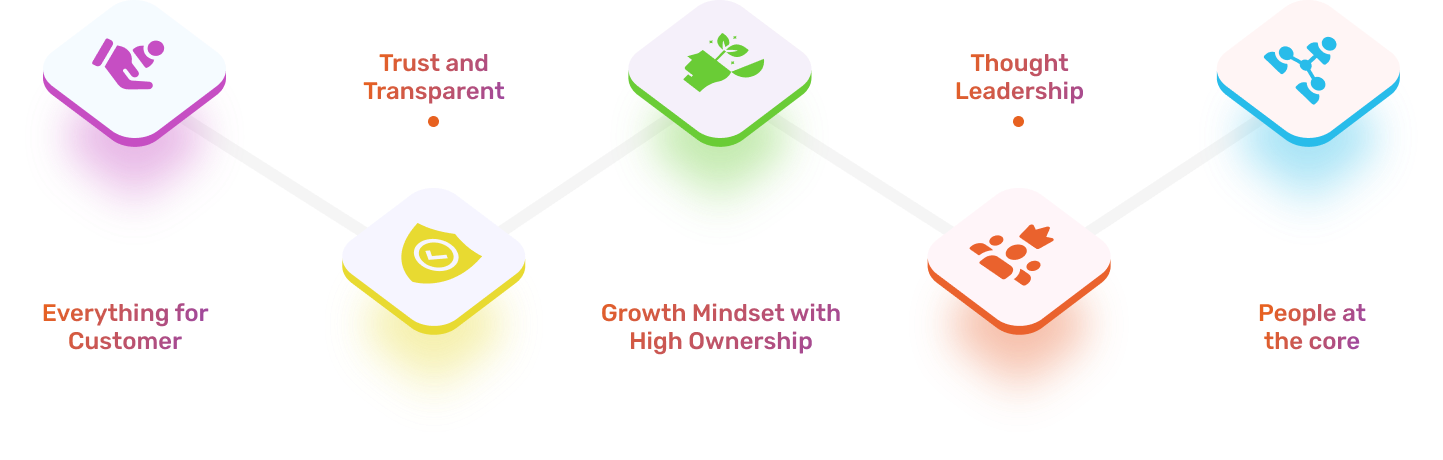 Everything for
Customer
Trust and
Transparent
Growth Mindset with
High Ownership
Thought
Leadership
People at
the core